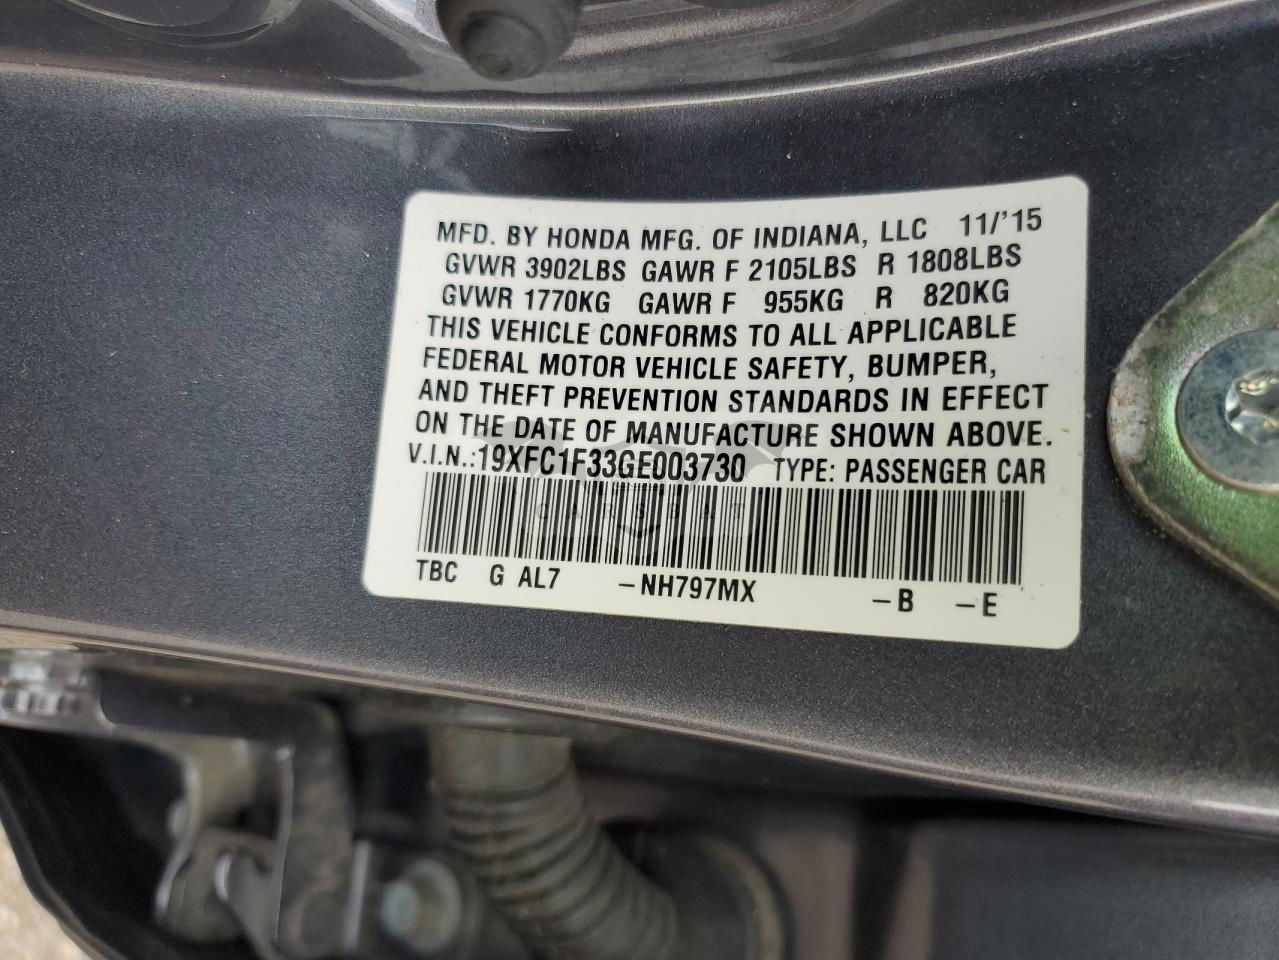 MFD. BY HONDA MFG. OF INDIANA, LLC 11/'15
GVWR 3902LBS GAWR F 2105LBS R 1808LBS
GVWR 1770KG GAWR F 955KG R 820KG
THIS VEHICLE CONFORMS TO ALL APPLICABLE
FEDERAL MOTOR VEHICLE SAFETY, BUMPER,
AND THEFT PREVENTION STANDARDS IN EFFECT
ON THE DATE OF MANUFACTURE SHOWN ABOVE.
V.I.N.:19XFC1F33GE003730 TYPE: PASSENGER CAR
CARSBAT
TBC G AL7 –NH797MX –B –E